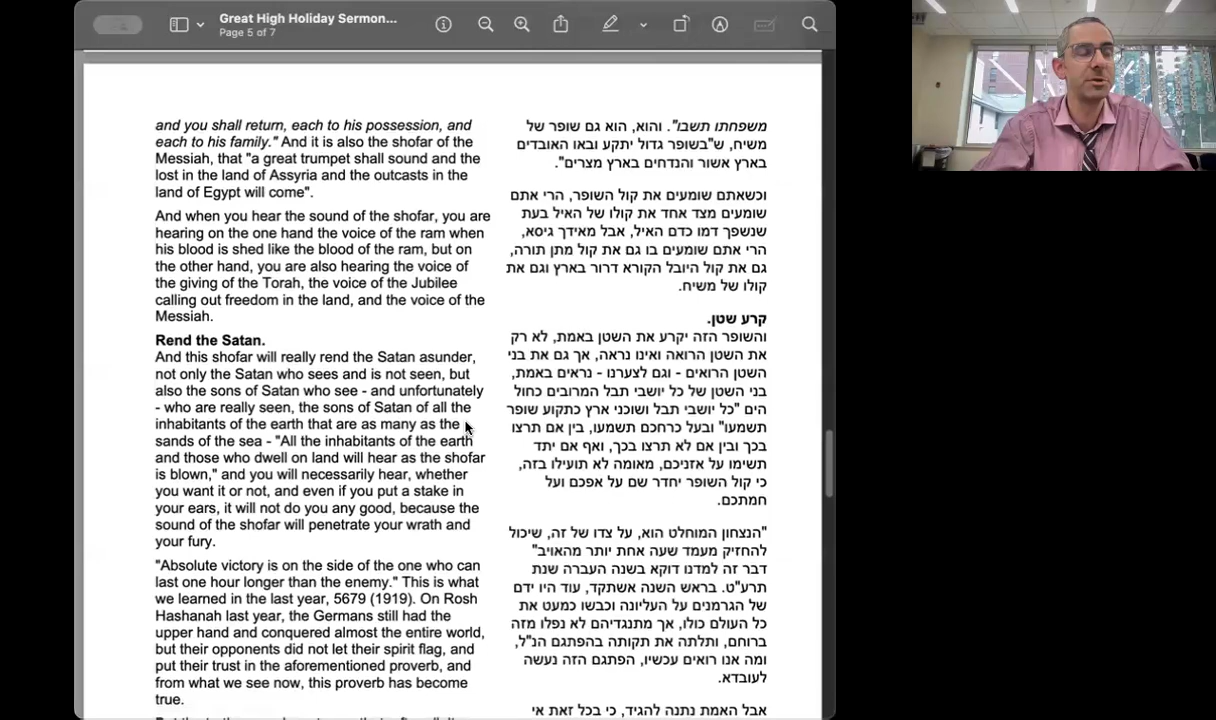 Great High Holiday Sermon...
Page 5 of 7
and you shall return, each to his possession, and
each to his family." And it is also the shofar of the
Messiah, that "a great trumpet shall sound and the
lost in the land of Assyria and the outcasts in the
land of Egypt will come".
And when you hear the sound of the shofar, you are
hearing on the one hand the voice of the ram when
his blood is shed like the blood of the ram, but on
the other hand, you are also hearing the voice of
the giving of the Torah, the voice of the Jubilee
calling out freedom in the land, and the voice of the
Messiah.
Rend the Satan.
And this shofar will really rend the Satan asunder,
not only the Satan who sees and is not seen, but
also the sons of Satan who see - and unfortunately
- who are really seen, the sons of Satan of all the
inhabitants of the earth that are as many as the
sands of the sea - "All the inhabitants of the earth
and those who dwell on land will hear as the shofar
is blown," and you will necessarily hear, whether
you want it or not, and even if you put a stake in
your ears, it will not do you any good, because the
sound of the shofar will penetrate your wrath and
your fury.
"Absolute victory is on the side of the one who can
last one hour longer than the enemy." This is what
we learned in the last year, 5679 (1919). On Rosh
Hashanah last year, the Germans still had the
upper hand and conquered almost the entire world,
but their opponents did not let their spirit flag, and
put their trust in the aforementioned proverb, and
from what we see now, this proverb has become
true.
משפחתו תשבו". והוא, הוא גם שופר של
משיח, ש"בשופר גדול יתקע ובאו האובדים
בארץ אשור והנדחים בארץ מצרים".
וכשאתם שומעים את קול השופר, הרי אתם
שומעים מצד אחד את קולו של האיל בעת
שנשפך דמו כדם האיל, אבל מאידך גיסא,
הרי אתם שומעים בו גם את קול מתן תורה,
גם את קול היובל הקורא דרור בארץ וגם את
קולו של משיח.
קרע שטן.
והשופר הזה יקרע את השטן באמת, לא רק
את השטן הרואה ואינו נראה, אך גם את בני
השטן הרואים - וגם לצערנו - נראים באמת,
בני השטן של כל יושבי תבל המרובים כחול
הים "כל יושבי תבל ושוכני ארץ כתקוע שופר
תשמעו" ובעל כרחכם תשמעו, בין אם תרצו
בכך ובין אם לא תרצו בכך, ואף אם יתד
תשימו על אזניכם, מאומה לא תועילו בזה,
כי קול השופר יחדר שם על אפכם ועל
חמתכם.
"הנצחון המוחלט הוא, על צדו של זה, שיכול
להחזיק מעמד שעה אחת יותר מהאויב"
דבר זה למדנו דוקא בשנה העברה שנת
תרע"ט. בראש השנה אשתקד, עוד היו ידם
של הגרמנים על העליונה וכבשו כמעט את
כל העולם כולו, אך מתנגדיהם לא נפלו מזה
ברוחם, ותלתה את תקותה בהפתגם הנ"ל,
ומה אנו רואים עכשיו, הפתגם הזה נעשה
לעובדא.
אבל האמת נתנה להגיד, כי בכל זאת אי